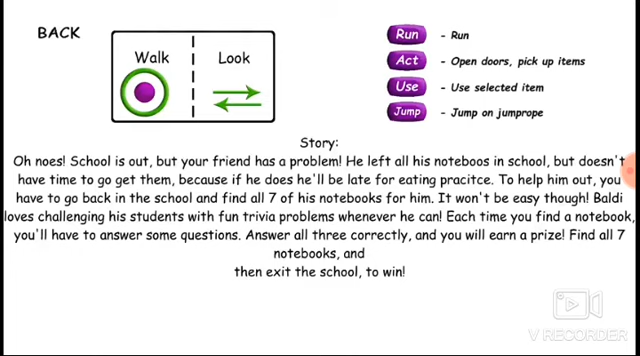 BACK
Walk
Look
Run - Run
Act - Open doors, pick up items
Use - Use selected item
Jump - Jump on jumprope
Story:
Oh noes! School is out, but your friend has a problem! He left all his noteboos in school, but doesn't
have time to go get them, because if he does he'll be late for eating pracitce. To help him out, you
have to go back in the school and find all 7 of his notebooks for him. It won't be easy though! Baldi
loves challenging his students with fun trivia problems whenever he can! Each time you find a notebook,
you'll have to answer some questions. Answer all three correctly, and you will earn a prize! Find all 7
notebooks, and
then exit the school, to win!
V RECORDER